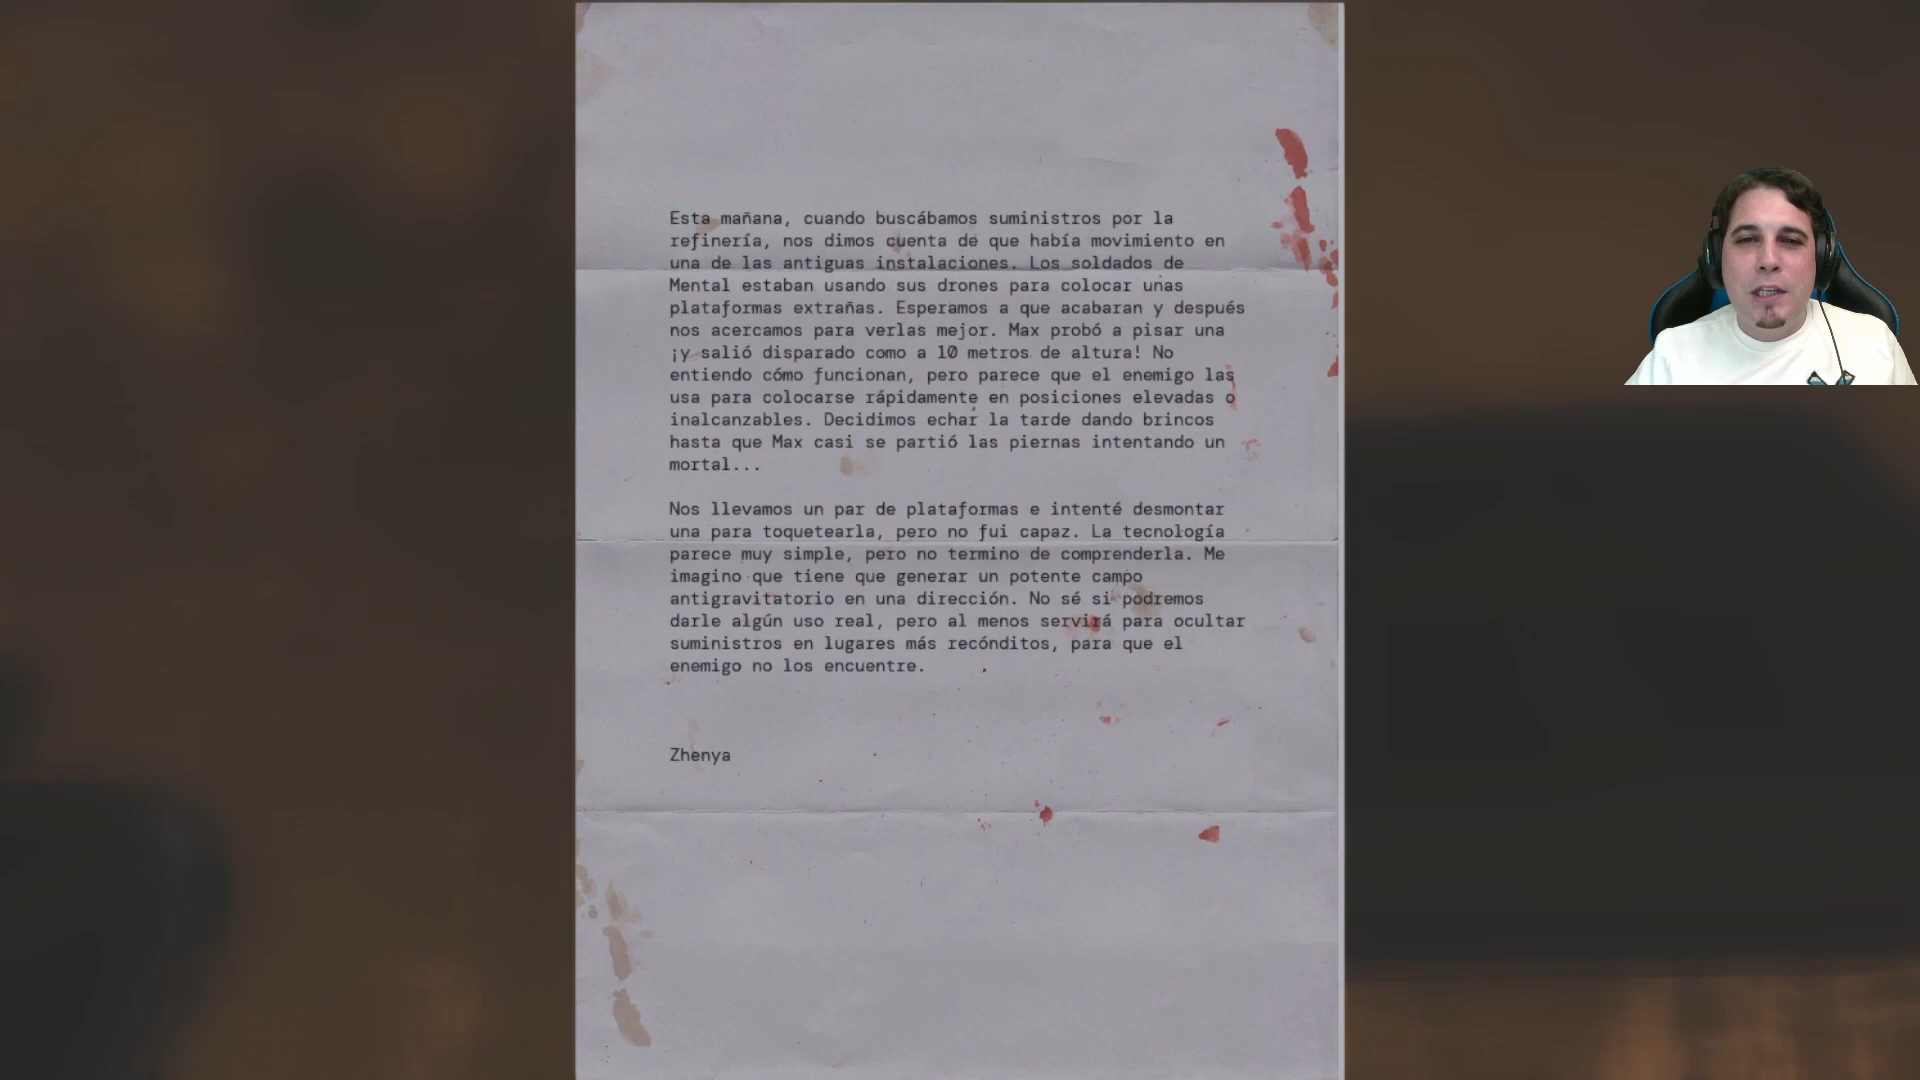 Esta mañana, cuando buscábamos suministros por la
refinería, nos dimos cuenta de que había movimiento en
una de las antiguas instalaciones. Los soldados de
Mental estaban usando sus drones para colocar unas
plataformas extrañas. Esperamos a que acabaran y después
nos acercamos para verlas mejor. Max probó a pisar una
¡y salió disparado como a 10 metros de altura! No
entiendo cómo funcionan, pero parece que el enemigo las
usa para colocarse rápidamente en posiciones elevadas o
inalcanzables. Decidimos echar la tarde dando brincos
hasta que Max casi se partió las piernas intentando un
mortal...
Nos llevamos un par de plataformas e intenté desmontar
una para toquetearla, pero no fui capaz. La tecnología
parece muy simple, pero no termino de comprenderla. Me
imagino que tiene que generar un potente campo
antigravitatorio en una dirección. No sé si podremos
darle algún uso real, pero al menos servirá para ocultar
suministros en lugares más recónditos, para que el
enemigo no los encuentre.
Zhenya